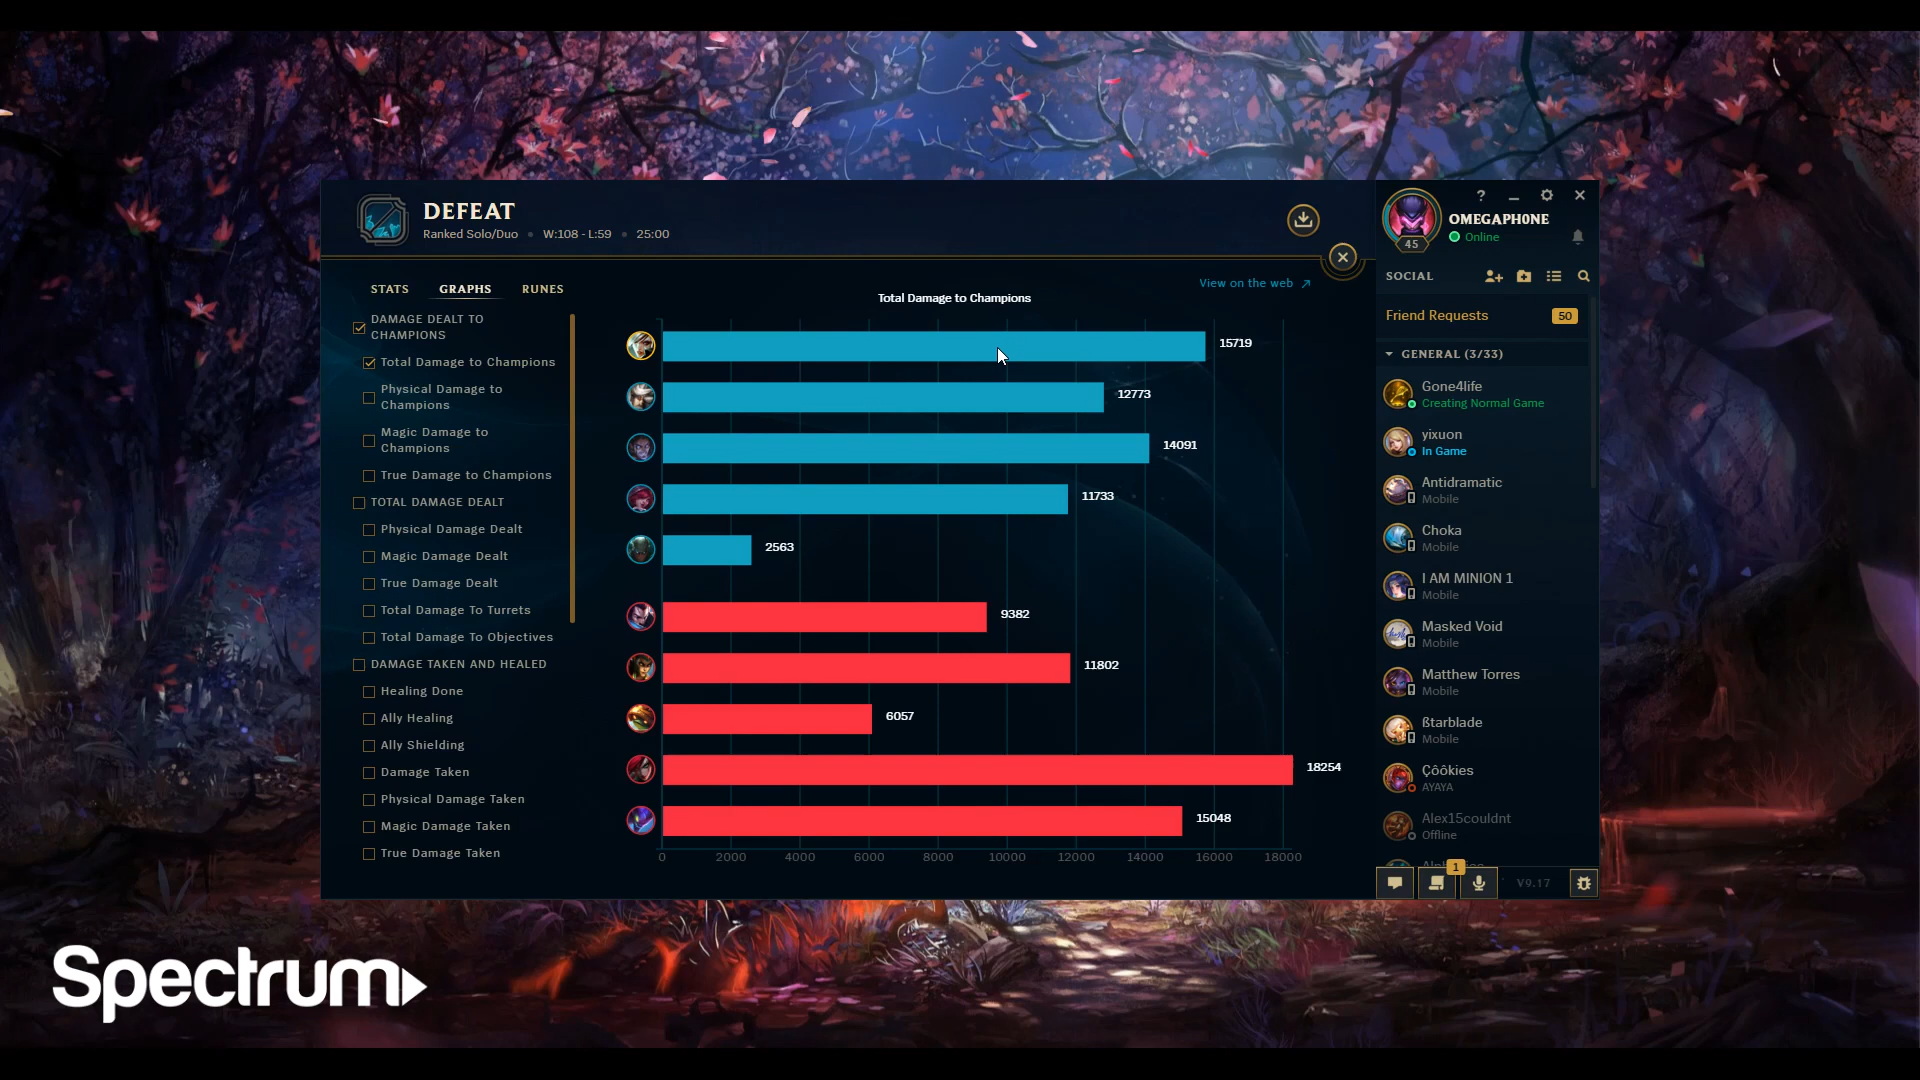 DEFEAT
Ranked Solo/Duo • W:108 - L:59 • 25:00
STATS GRAPHS RUNES
View on the web
DAMAGE DEALT TO
CHAMPIONS
Total Damage to Champions
Physical Damage to
Champions
Magic Damage to
Champions
True Damage to Champions
TOTAL DAMAGE DEALT
Physical Damage Dealt
Magic Damage Dealt
True Damage Dealt
Total Damage To Turrets
Total Damage To Objectives
DAMAGE TAKEN AND HEALED
Healing Done
Ally Healing
Ally Shielding
Damage Taken
Physical Damage Taken
Magic Damage Taken
True Damage Taken
Total Damage to Champions
15719
12773
14091
11733
2563
9382
11802
6057
18254
15048
0 2000 4000 6000 8000 10000 12000 14000 16000 18000
?
OMEGAPH0NE
Online
45
SOCIAL
Friend Requests 50
GENERAL (3/33)
Gone4life
Creating Normal Game
yixuon
In Game
Antidramatic
Mobile
Choka
Mobile
I AM MINION 1
Mobile
Masked Void
Mobile
Matthew Torres
Mobile
ßtarblade
Mobile
Çôôkies
AYAYA
Alex15couldnt
Offline
1
V9.17
Spectrum